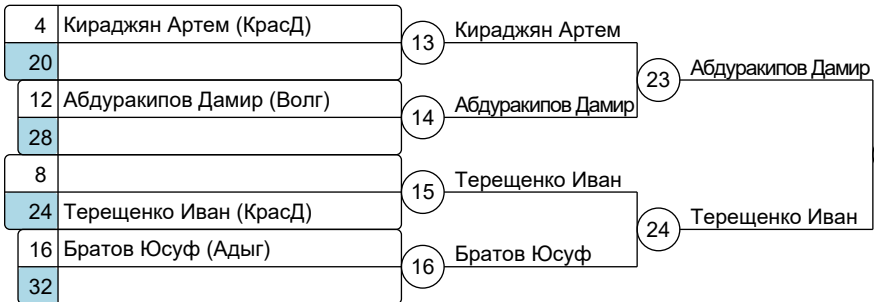 4 Кираджян Артем (КрасД)
20
12 Абдуракипов Дамир (Волг)
28
8
24 Терещенко Иван (КрасД)
16 Братов Юсуф (Адыг)
32
13 Кираджян Артем
14 Абдуракипов Дамир
15 Терещенко Иван
16 Братов Юсуф
23 Абдуракипов Дамир
24 Терещенко Иван